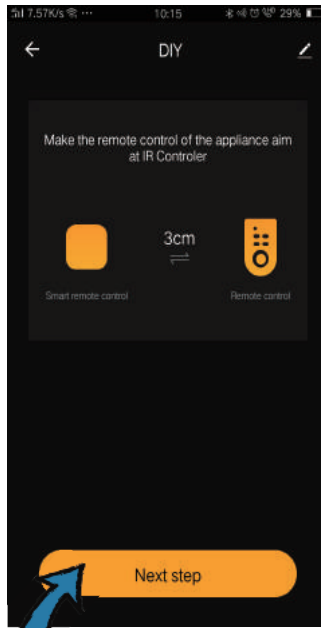 7.57K/s ... 10:15 29%
DIY
Make the remote control of the appliance aim
at IR Controler
3cm
Smart remote control Remote control
Next step